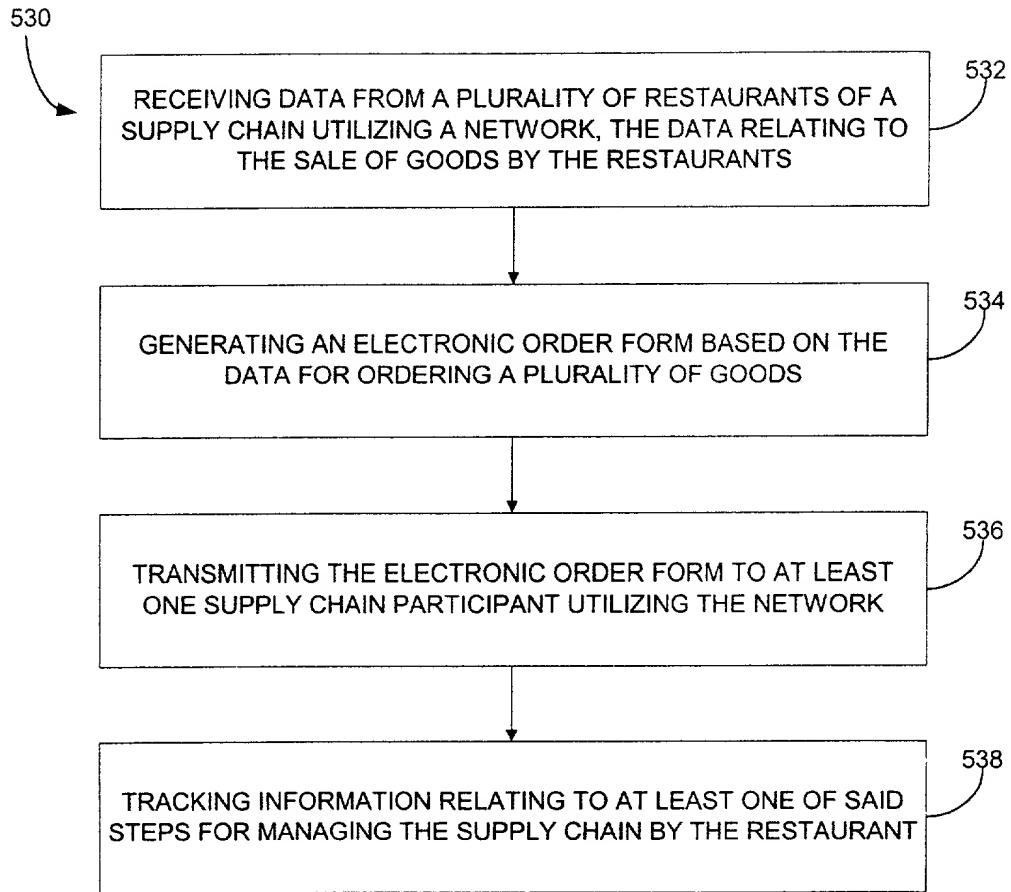 530
532
RECEIVING DATA FROM A PLURALITY OF RESTAURANTS OF A
SUPPLY CHAIN UTILIZING A NETWORK, THE DATA RELATING TO
THE SALE OF GOODS BY THE RESTAURANTS
534
GENERATING AN ELECTRONIC ORDER FORM BASED ON THE
DATA FOR ORDERING A PLURALITY OF GOODS
536
TRANSMITTING THE ELECTRONIC ORDER FORM TO AT LEAST
ONE SUPPLY CHAIN PARTICIPANT UTILIZING THE NETWORK
538
TRACKING INFORMATION RELATING TO AT LEAST ONE OF SAID
STEPS FOR MANAGING THE SUPPLY CHAIN BY THE RESTAURANT